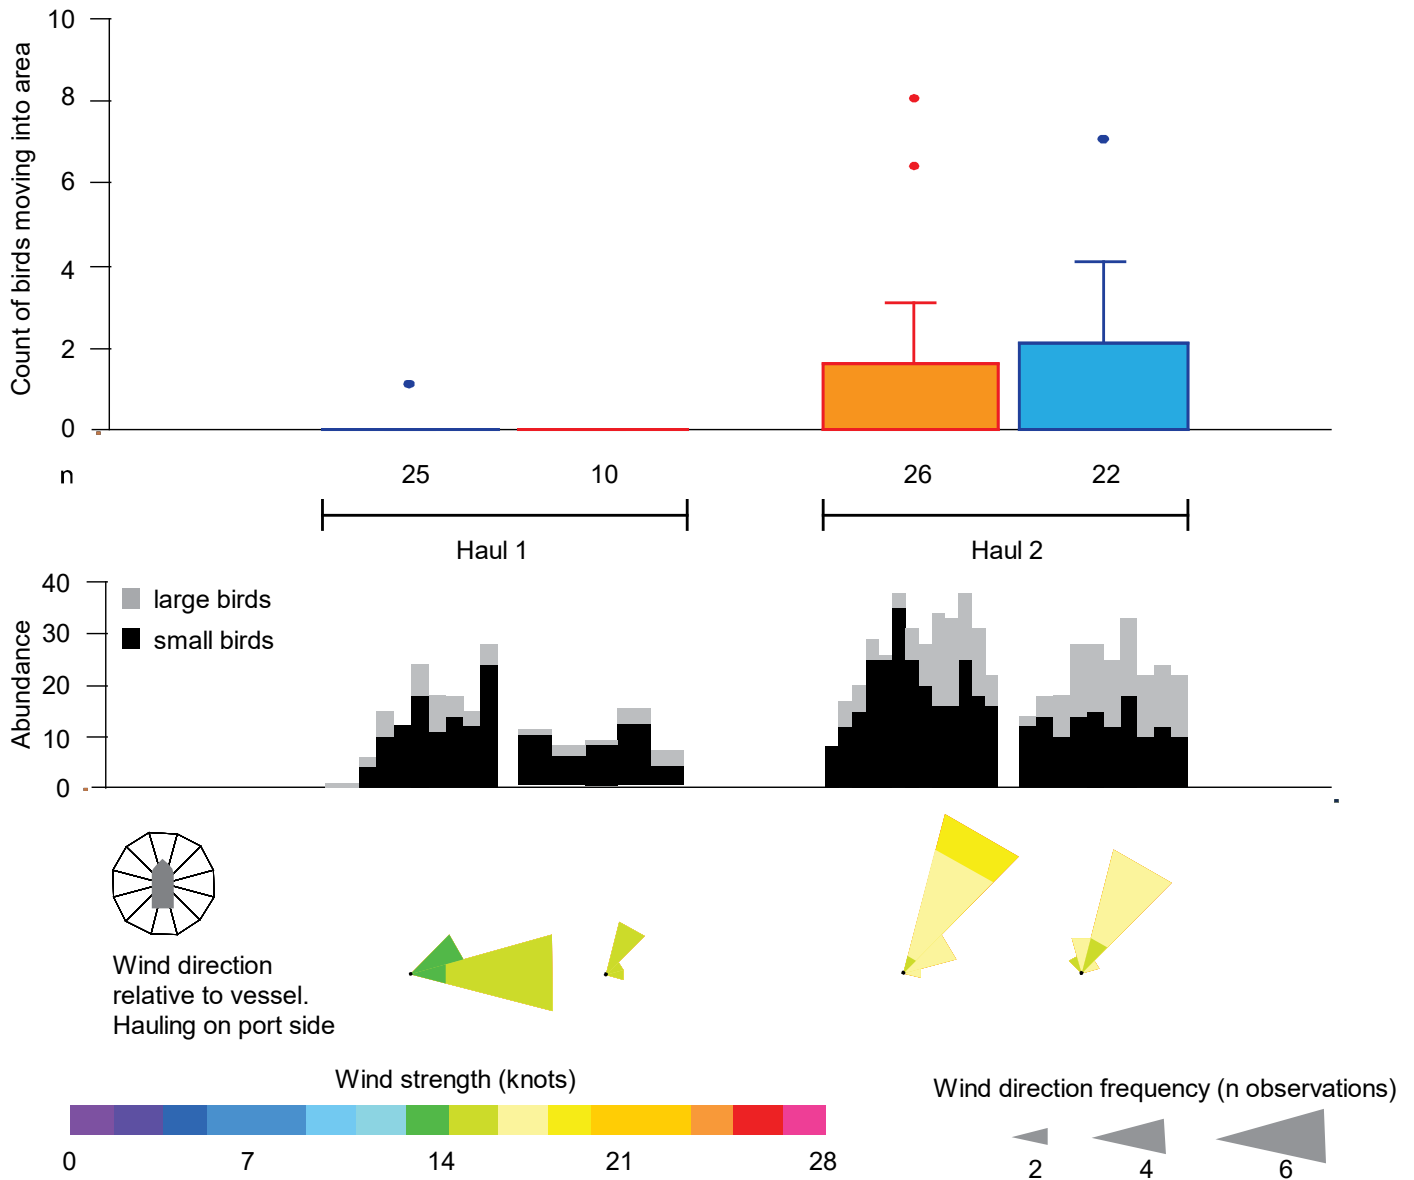 Count of birds moving into area
10
8
6
4
2
0
n 25 10 26 22
Haul 1 Haul 2
Abundance
40
30
20
10
0
large birds
small birds
Wind direction
relative to vessel.
Hauling on port side
Wind strength (knots)
0 7 14 21 28
Wind direction frequency (n observations)
2 4 6